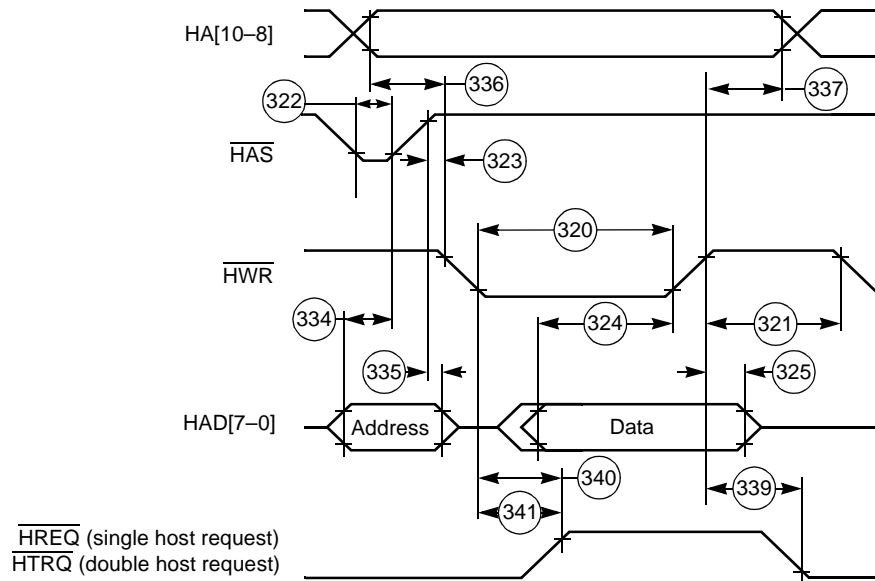 HA[10–8]
336
337
322
HAS
323
320
HWR
334
324
321
335
325
HAD[7–0]
Address
Data
340
341
339
HREQ (single host request)
HTRQ (double host request)